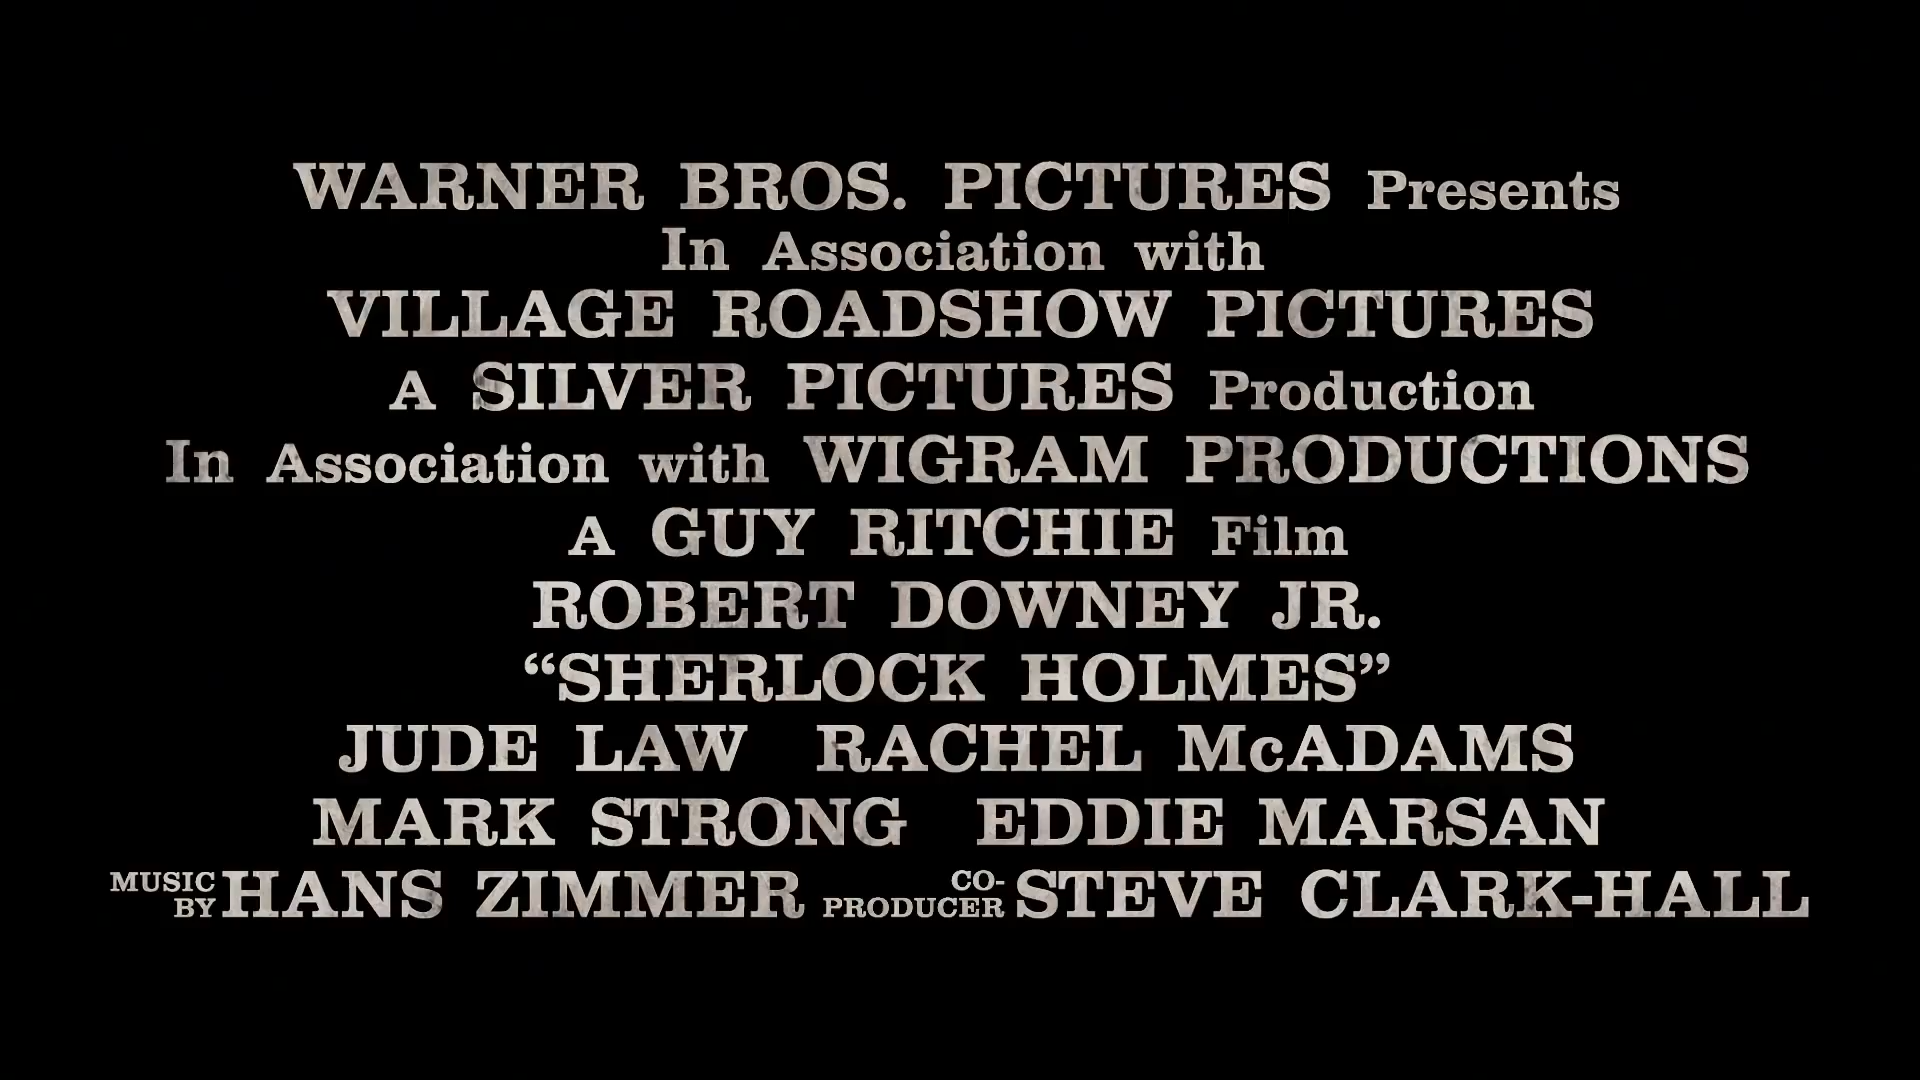 WARNER BROS. PICTURES Presents
In Association with
VILLAGE ROADSHOW PICTURES
A SILVER PICTURES Production
In Association with WIGRAM PRODUCTIONS
A GUY RITCHIE Film
ROBERT DOWNEY JR.
“SHERLOCK HOLMES”
JUDE LAW RACHEL McADAMS
MARK STRONG EDDIE MARSAN
MUSIC BY HANS ZIMMER CO-PRODUCER STEVE CLARK-HALL